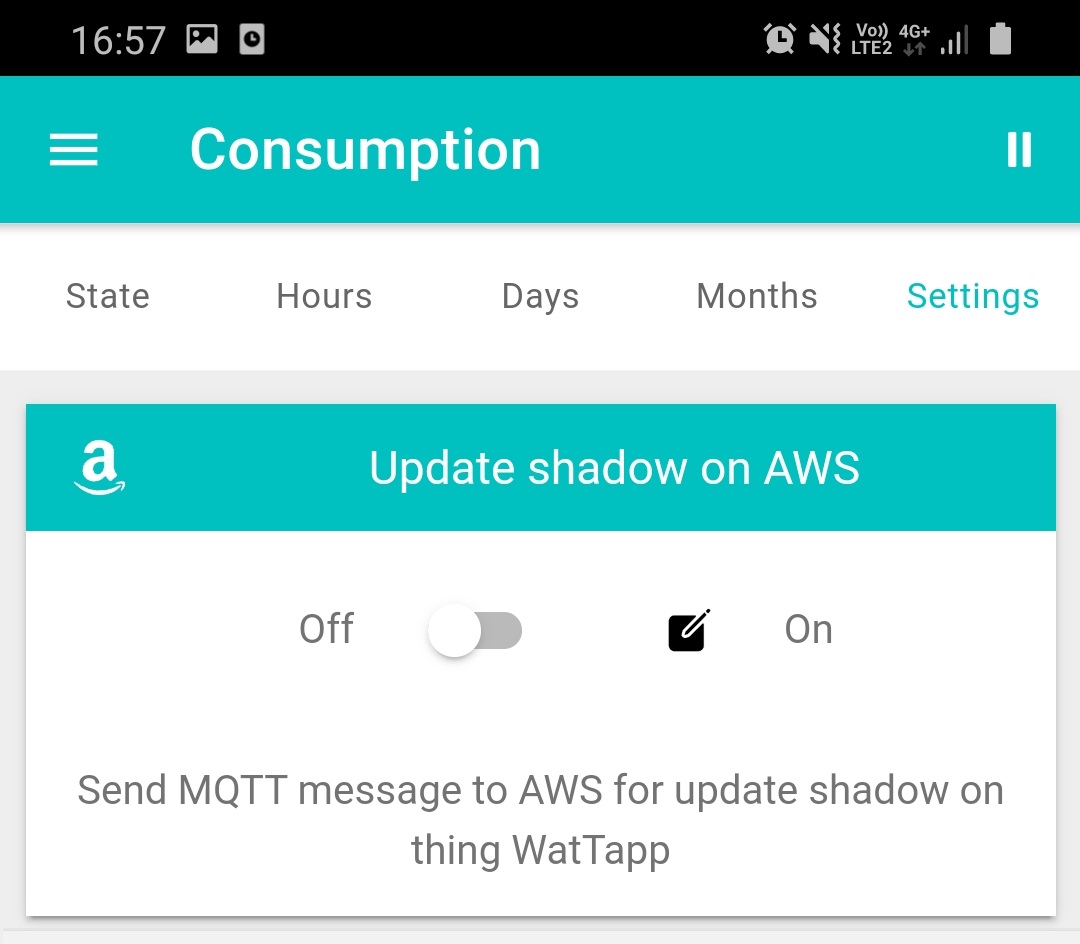 16:57 Vo)) LTE2 4G+
Consumption
State Hours Days Months Settings
a Update shadow on AWS
Off On
Send MQTT message to AWS for update shadow on
thing WatTapp